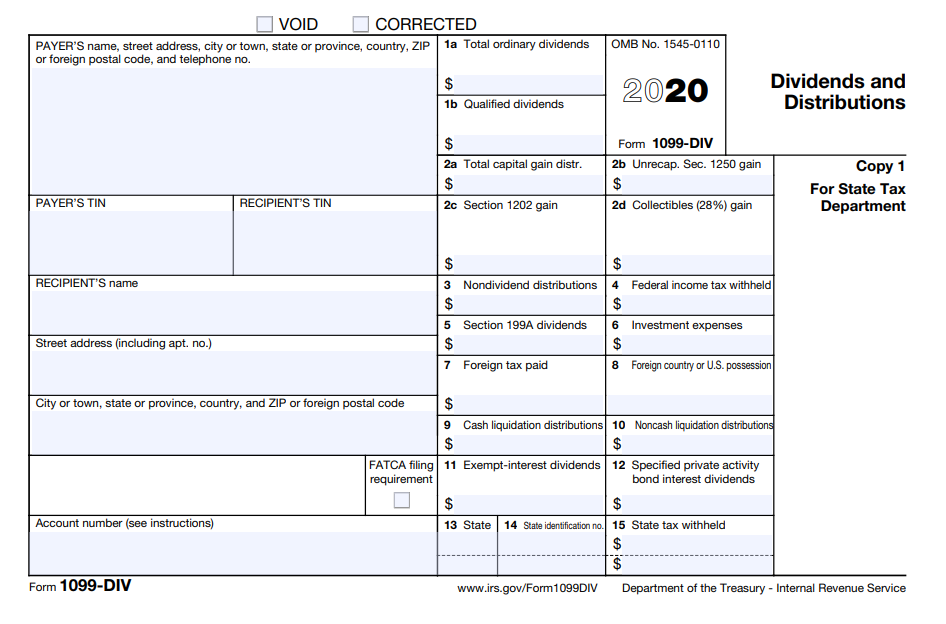 VOID CORRECTED
PAYER'S name, street address, city or town, state or province, country, ZIP
or foreign postal code, and telephone no.
1a Total ordinary dividends
$
1b Qualified dividends
$
OMB No. 1545-0110
2020
Form 1099-DIV
Dividends and
Distributions
2a Total capital gain distr.
$
2b Unrecap. Sec. 1250 gain
$
Copy 1
For State Tax
Department
PAYER'S TIN
RECIPIENT'S TIN
2c Section 1202 gain
$
2d Collectibles (28%) gain
$
RECIPIENT'S name
3 Nondividend distributions
$
4 Federal income tax withheld
$
5 Section 199A dividends
$
6 Investment expenses
$
Street address (including apt. no.)
7 Foreign tax paid
$
8 Foreign country or U.S. possession
City or town, state or province, country, and ZIP or foreign postal code
9 Cash liquidation distributions
$
10 Noncash liquidation distributions
$
FATCA filing
requirement
11 Exempt-interest dividends
$
12 Specified private activity
bond interest dividends
$
Account number (see instructions)
13 State
14 State identification no.
15 State tax withheld
$
$
Form 1099-DIV
www.irs.gov/Form1099DIV
Department of the Treasury - Internal Revenue Service